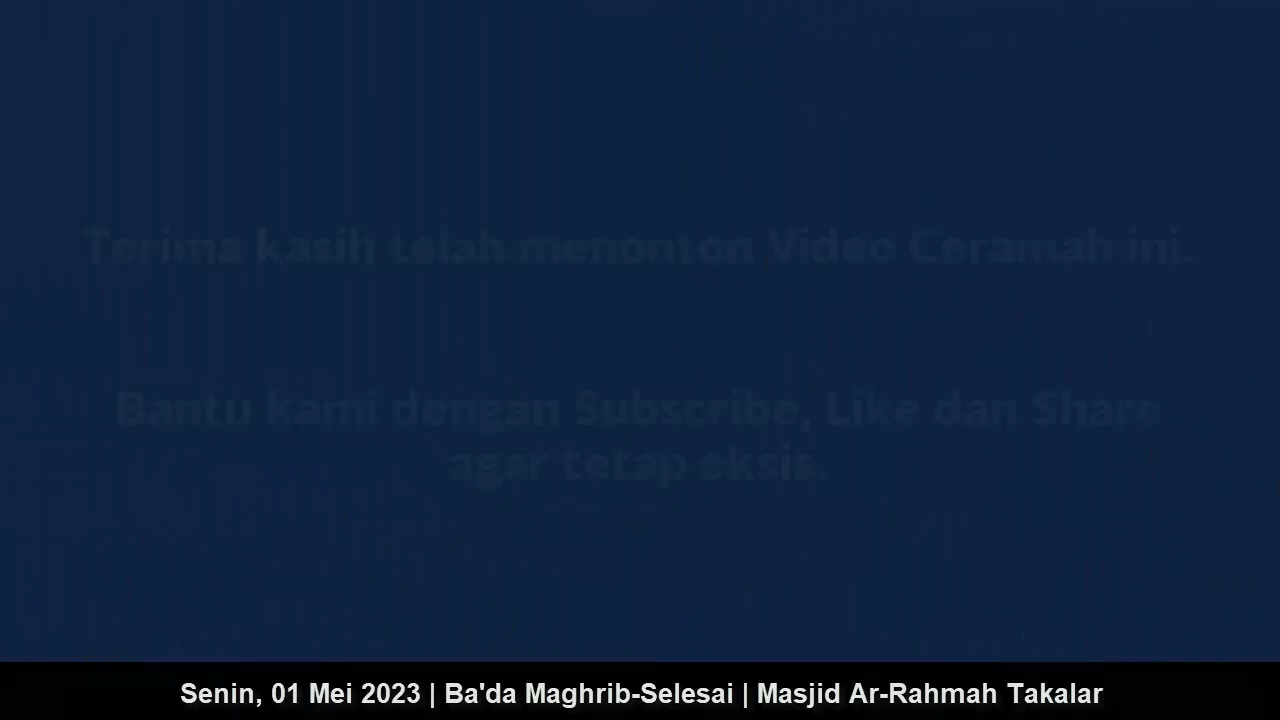 Terima kasih telah menonton Video Ceramah ini.
Bantu kami dengan Subscribe, Like dan Share
agar tetap eksis.
Senin, 01 Mei 2023 | Ba'da Maghrib-Selesai | Masjid Ar-Rahmah Takalar